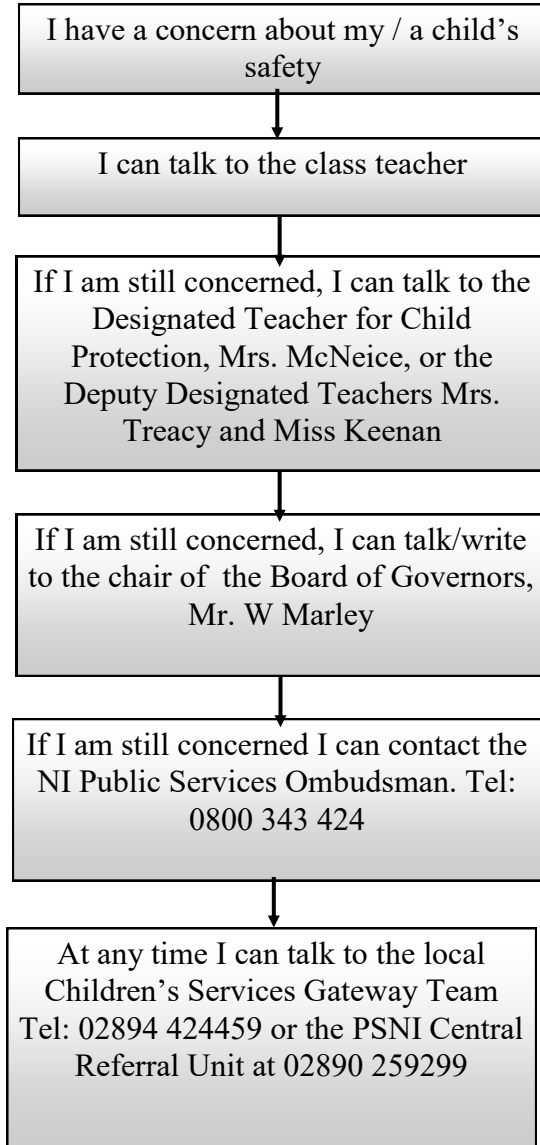 I have a concern about my / a child’s
safety
I can talk to the class teacher
If I am still concerned, I can talk to the
Designated Teacher for Child
Protection, Mrs. McNeice, or the
Deputy Designated Teachers Mrs.
Treacy and Miss Keenan
If I am still concerned, I can talk/write
to the chair of  the Board of Governors,
Mr. W Marley
If I am still concerned I can contact the
NI Public Services Ombudsman. Tel:
0800 343 424
At any time I can talk to the local
Children’s Services Gateway Team
Tel: 02894 424459 or the PSNI Central
Referral Unit at 02890 259299